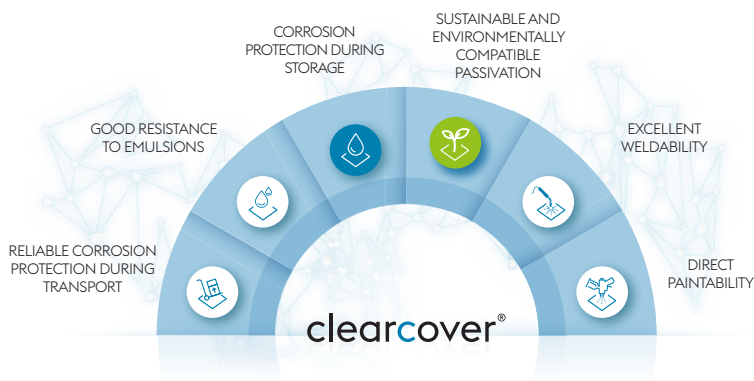 CORROSION
PROTECTION DURING
STORAGE
SUSTAINABLE AND
ENVIRONMENTALLY
COMPATIBLE
PASSIVATION
GOOD RESISTANCE
TO EMULSIONS
EXCELLENT
WELDABILITY
RELIABLE CORROSION
PROTECTION DURING
TRANSPORT
DIRECT
PAINTABILITY
clearcover®